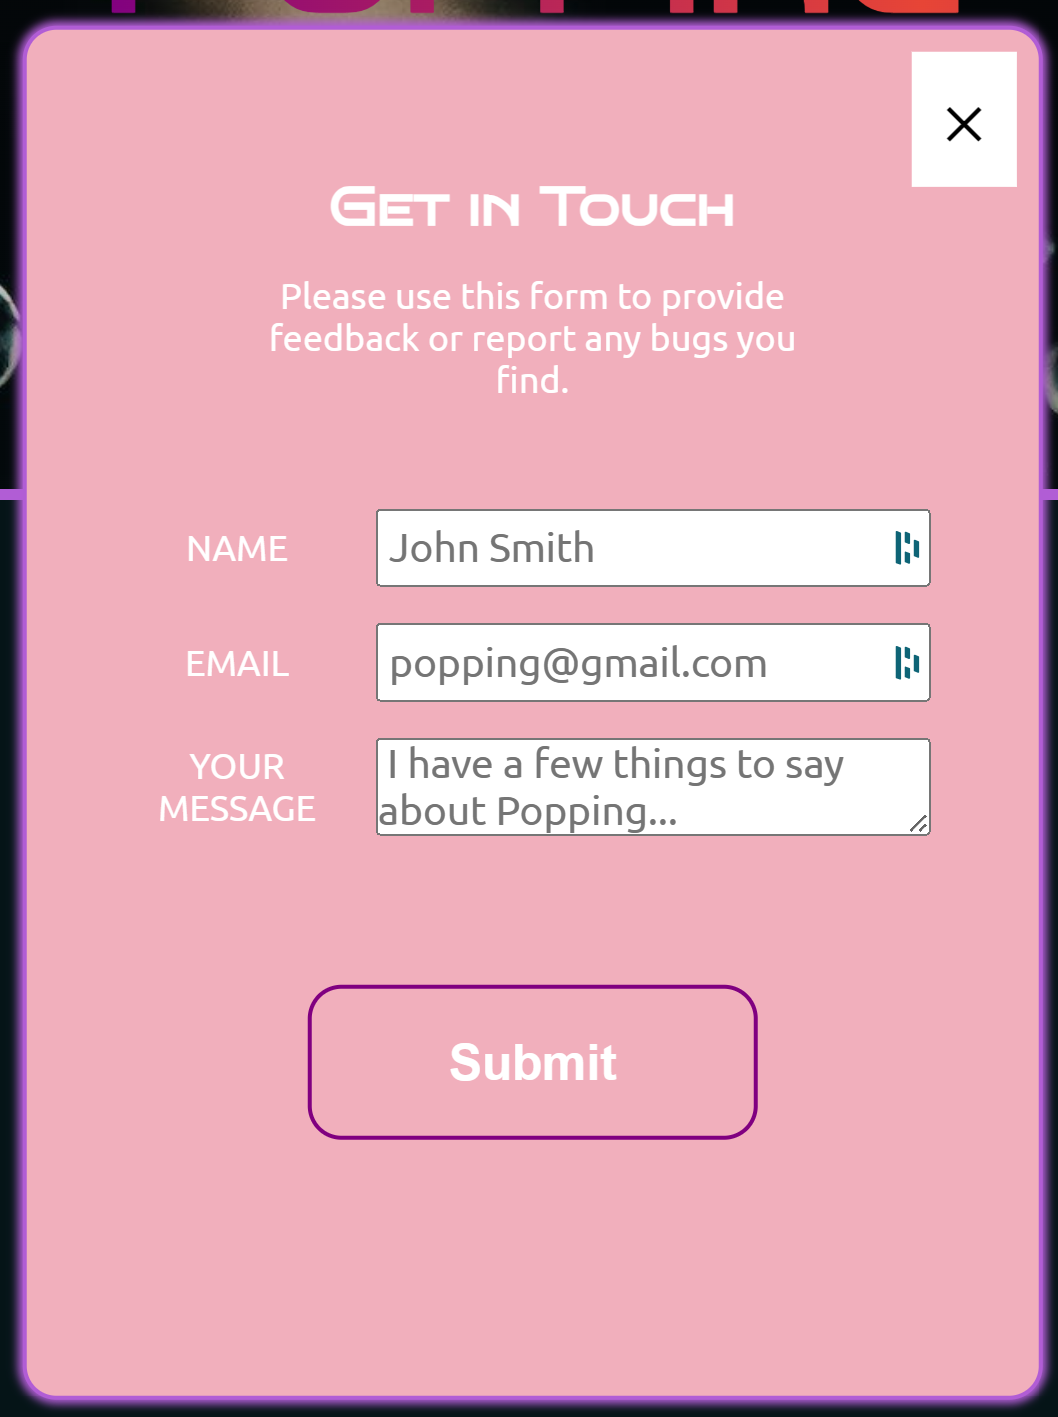 Get in Touch
Please use this form to provide
feedback or report any bugs you
find.
NAME
John Smith
EMAIL
popping@gmail.com
YOUR
MESSAGE
I have a few things to say
about Popping...
Submit